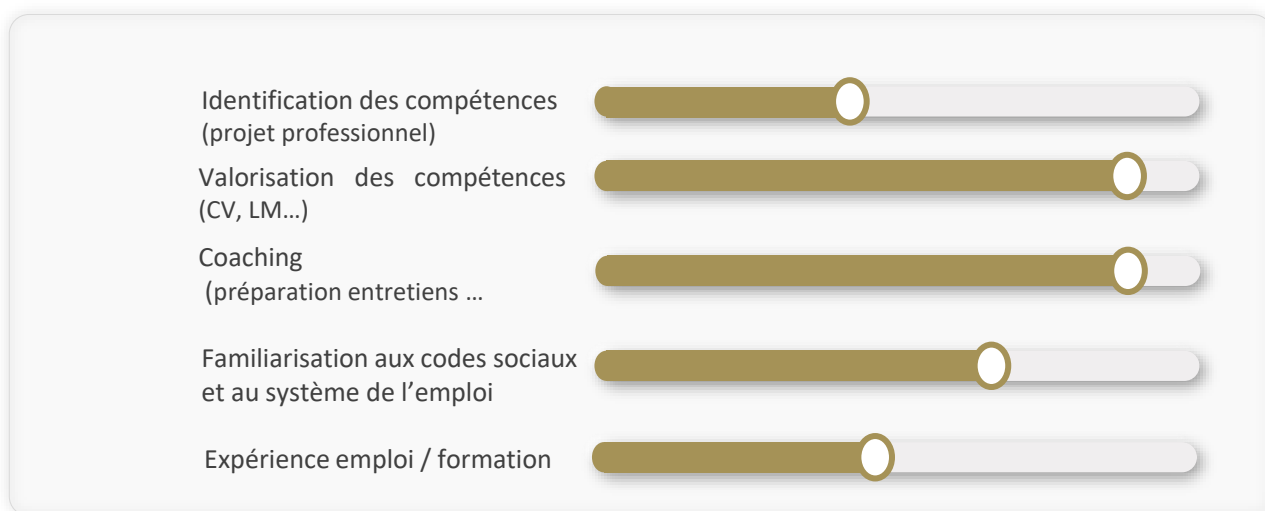 Identification des compétences
(projet professionnel)
Valorisation des compétences
(CV, LM…)
Coaching
(préparation entretiens …
Familiarisation aux codes sociaux
et au système de l’emploi
Expérience emploi / formation